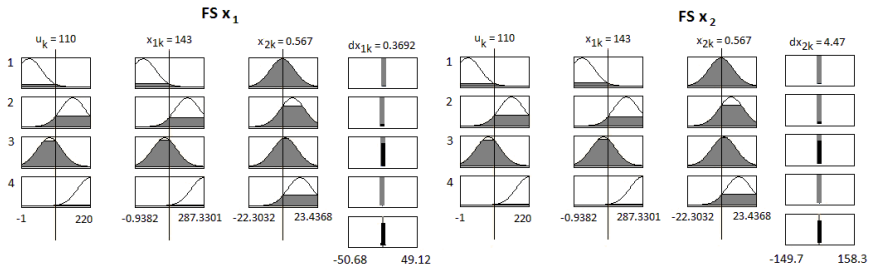 FS x1
FS x2
uk = 110
x1k = 143
x2k = 0.567
dx1k = 0.3692
uk = 110
x1k = 143
x2k = 0.567
dx2k = 4.47
1
2
3
4
1
2
3
4
-1 220
-0.9382 287.3301
-22.3032 23.4368
-50.68 49.12
-1 220
-0.9382 287.3301
-22.3032 23.4368
-149.7 158.3